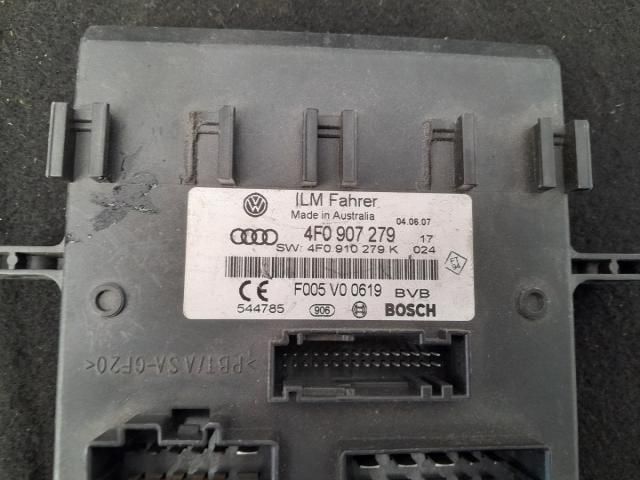 ILM Fahrer
Made in Australia 04.06.07
4F0 907 279 17
SW: 4F0 910 279 K 024
F005 V0 0619 BVB
CE 544785 906 BOSCH
>PBT/ASA-GF20<